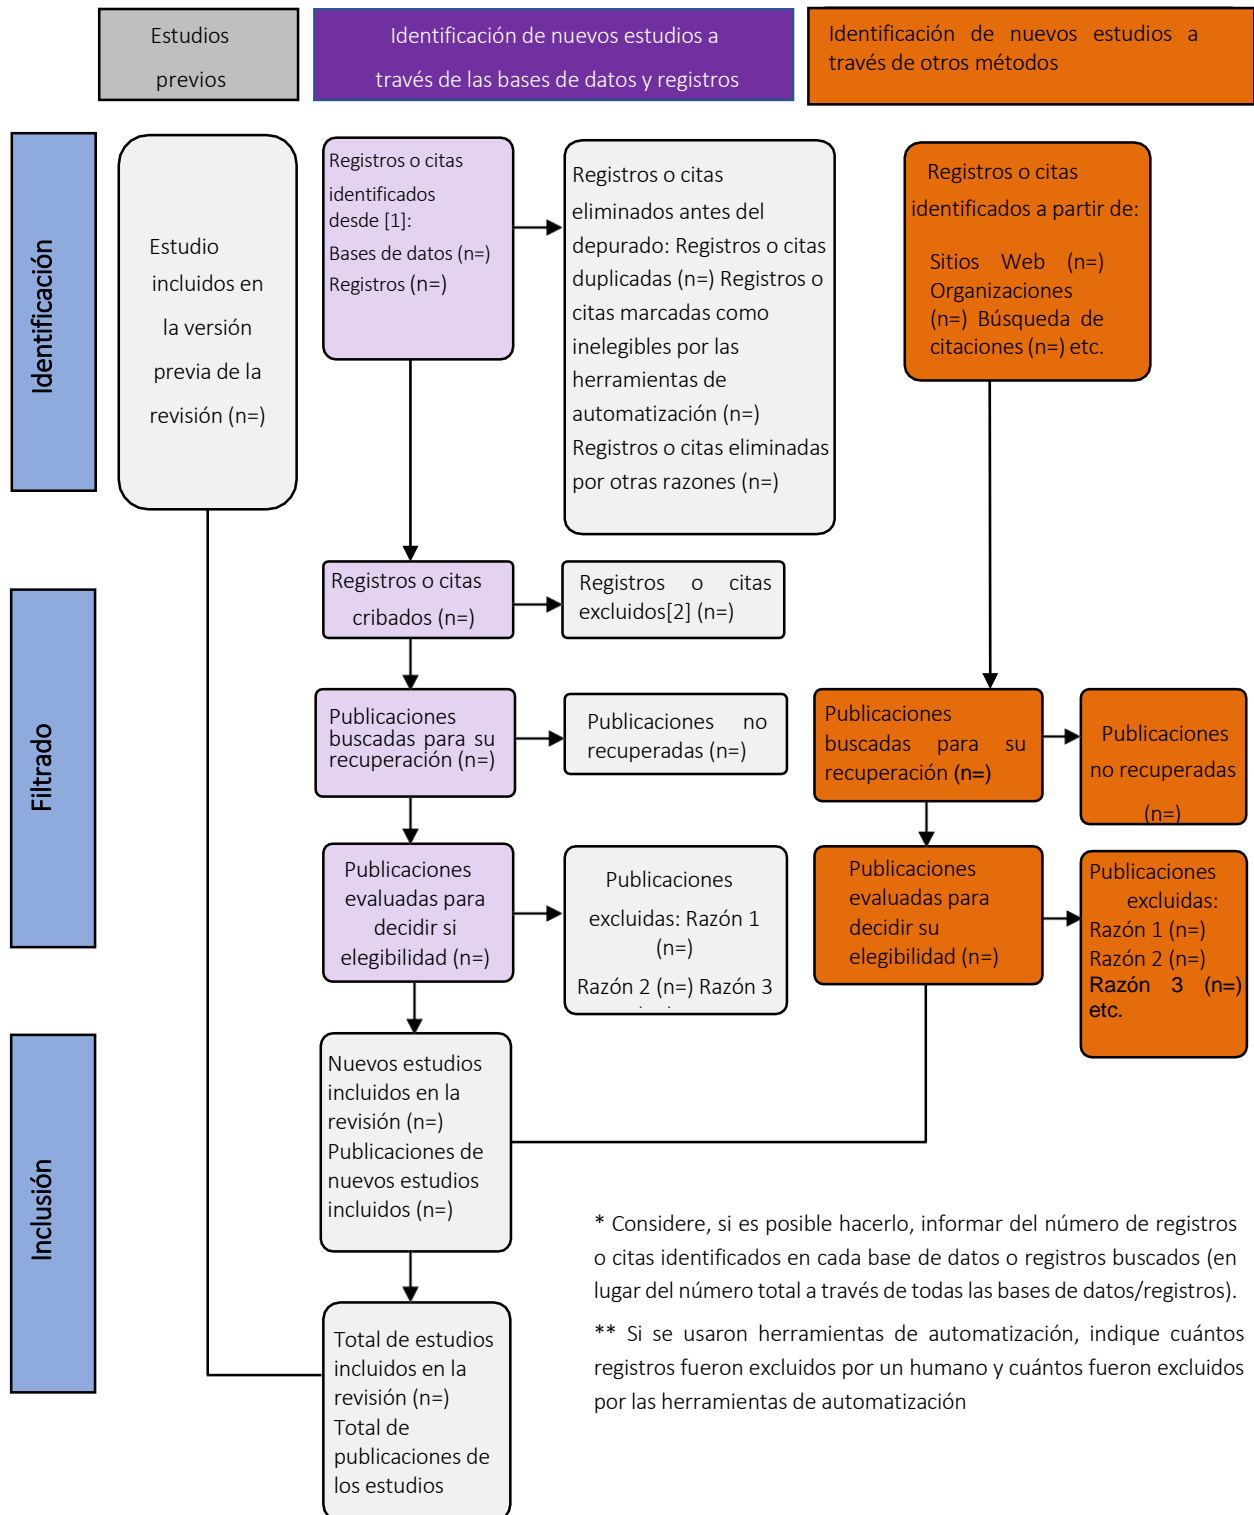 Estudios
previos
Identificación de nuevos estudios a
través de las bases de datos y registros
Identificación de nuevos estudios a
través de otros métodos
Identificación
Estudio
incluidos en
la versión
previa de la
revisión (n=)
Registros o citas
identificados
desde [1]:
Bases de datos (n=)
Registros (n=)
Registros o citas
eliminados antes del
depurado: Registros o citas
duplicadas (n=) Registros o
citas marcadas como
inelegibles por las
herramientas de
automatización (n=)
Registros o citas eliminadas
por otras razones (n=)
Registros o citas
identificados a partir de:
Sitios Web (n=)
Organizaciones
(n=) Búsqueda de
citaciones (n=) etc.
Filtrado
Registros o citas
cribados (n=)
Registros o citas
excluidos[2] (n=)
Publicaciones
buscadas para su
recuperación (n=)
Publicaciones no
recuperadas (n=)
Publicaciones
buscadas para su
recuperación (n=)
Publicaciones
no recuperadas
(n=)
Publicaciones
evaluadas para
decidir si
elegibilidad (n=)
Publicaciones
excluidas: Razón 1
(n=)
Razón 2 (n=) Razón 3
Publicaciones
evaluadas para
decidir su
elegibilidad (n=)
Publicaciones
excluidas:
Razón 1 (n=)
Razón 2 (n=)
Razón 3 (n=)
etc.
Inclusión
Nuevos estudios
incluidos en la
revisión (n=)
Publicaciones de
nuevos estudios
incluidos (n=)
Total de estudios
incluidos en la
revisión (n=)
Total de
publicaciones de
los estudios
* Considere, si es posible hacerlo, informar del número de registros
o citas identificados en cada base de datos o registros buscados (en
lugar del número total a través de todas las bases de datos/registros).
** Si se usaron herramientas de automatización, indique cuántos
registros fueron excluidos por un humano y cuántos fueron excluidos
por las herramientas de automatización